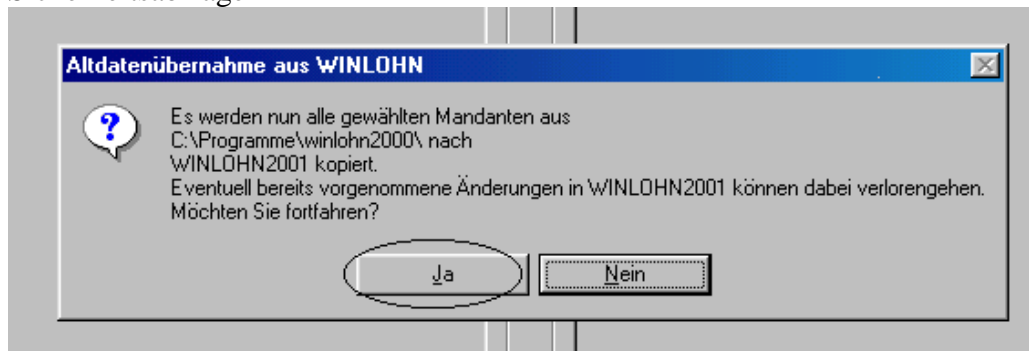 Altdatenübernahme aus WINLOHN
Es werden nun alle gewählten Mandanten aus
C:\Programme\winlohn2000\ nach
WINLOHN2001 kopiert.
Eventuell bereits vorgenommene Änderungen in WINLOHN2001 können dabei verlorengehen.
Möchten Sie fortfahren?
Ja
Nein